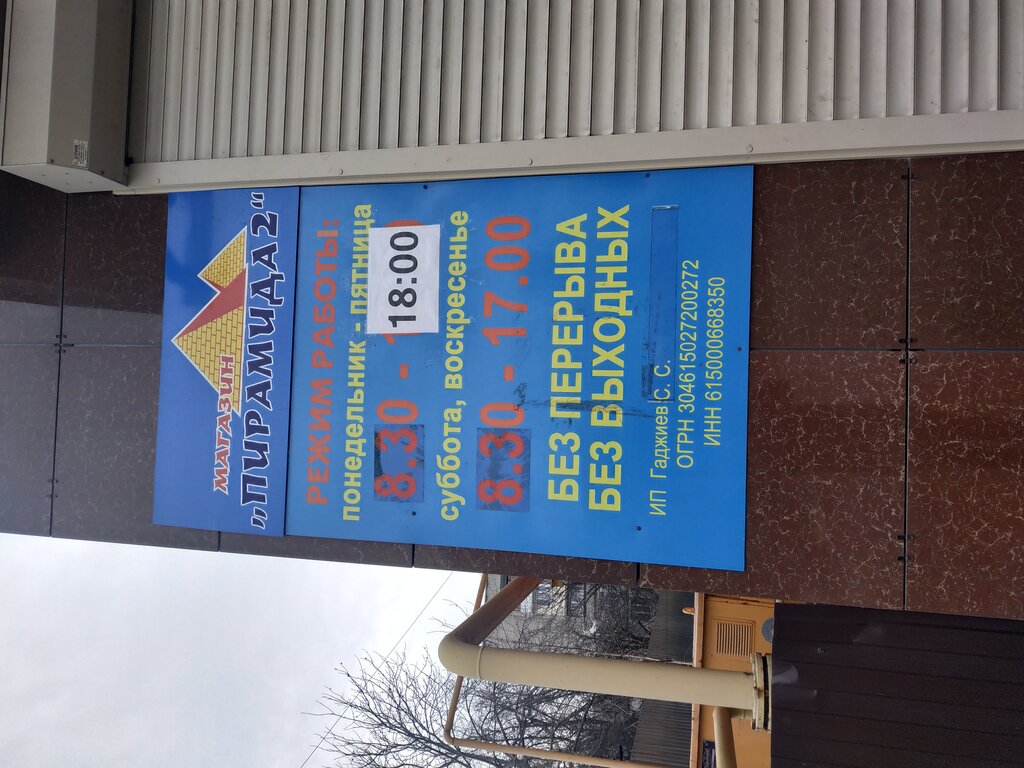 МАГАЗИН
„ПИРАМИДА 2“
РЕЖИМ РАБОТЫ:
понедельник - пятница
8.30 - 18:00
суббота, воскресенье
8.30 - 17.00
БЕЗ ПЕРЕРЫВА
БЕЗ ВЫХОДНЫХ
ИП Гаджиев С. С.
ОГРН 304615027200272
ИНН 615000668350